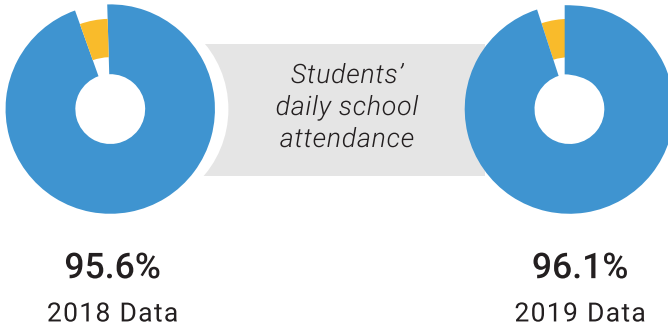 Students’
daily school
attendance
95.6%
2018 Data
96.1%
2019 Data